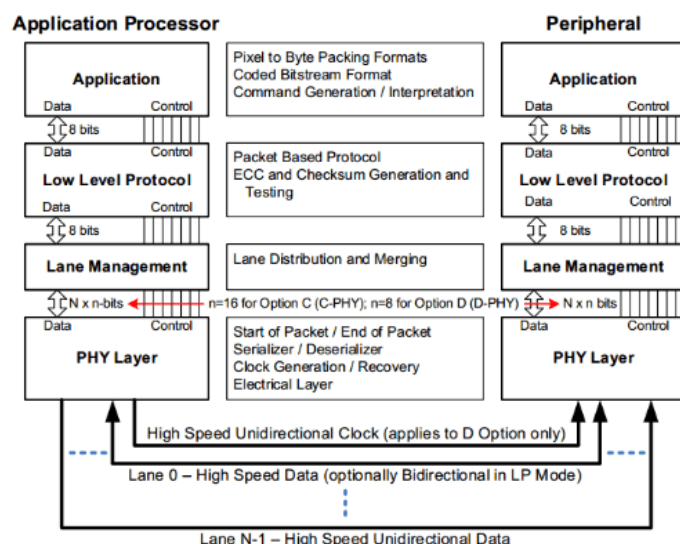 Application Processor
Peripheral
Application
Data Control
8 bits
Data Control
Low Level Protocol
Data Control
8 bits
Lane Management
N x n-bits
Data Control
PHY Layer
Pixel to Byte Packing Formats
Coded Bitstream Format
Command Generation / Interpretation
Packet Based Protocol
ECC and Checksum Generation and
Testing
Lane Distribution and Merging
n=16 for Option C (C-PHY); n=8 for Option D (D-PHY)
Start of Packet / End of Packet
Serializer / Deserializer
Clock Generation / Recovery
Electrical Layer
Application
Data Control
8 bits
Data Control
Low Level Protocol
Data Control
8 bits
Lane Management
N x n bits
Data Control
PHY Layer
High Speed Unidirectional Clock (applies to D Option only)
Lane 0 – High Speed Data (optionally Bidirectional in LP Mode)
Lane N-1 – High Speed Unidirectional Data